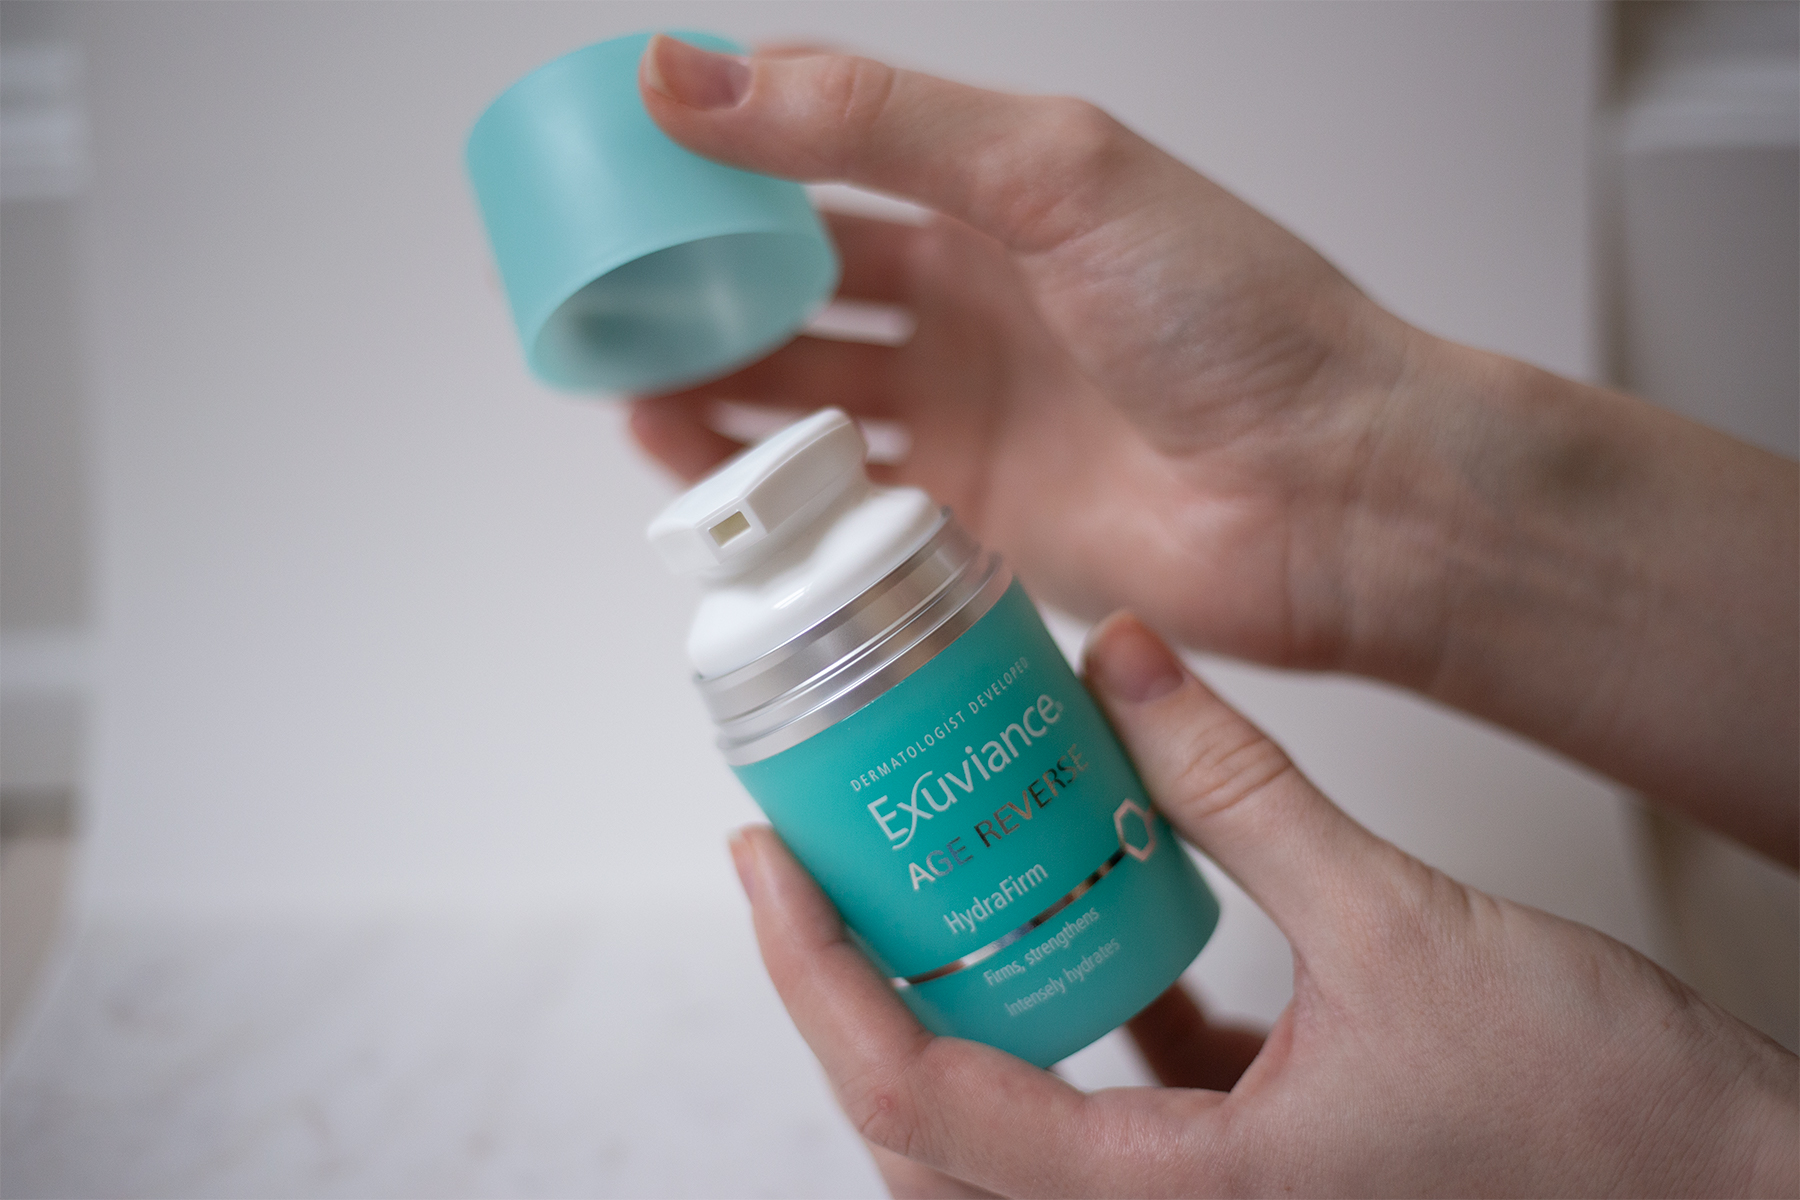 DERMATOLOGIST DEVELOPED
Exuviance®
AGE REVERSE
HydraFirm
Firms, strengthens
Intensely hydrates